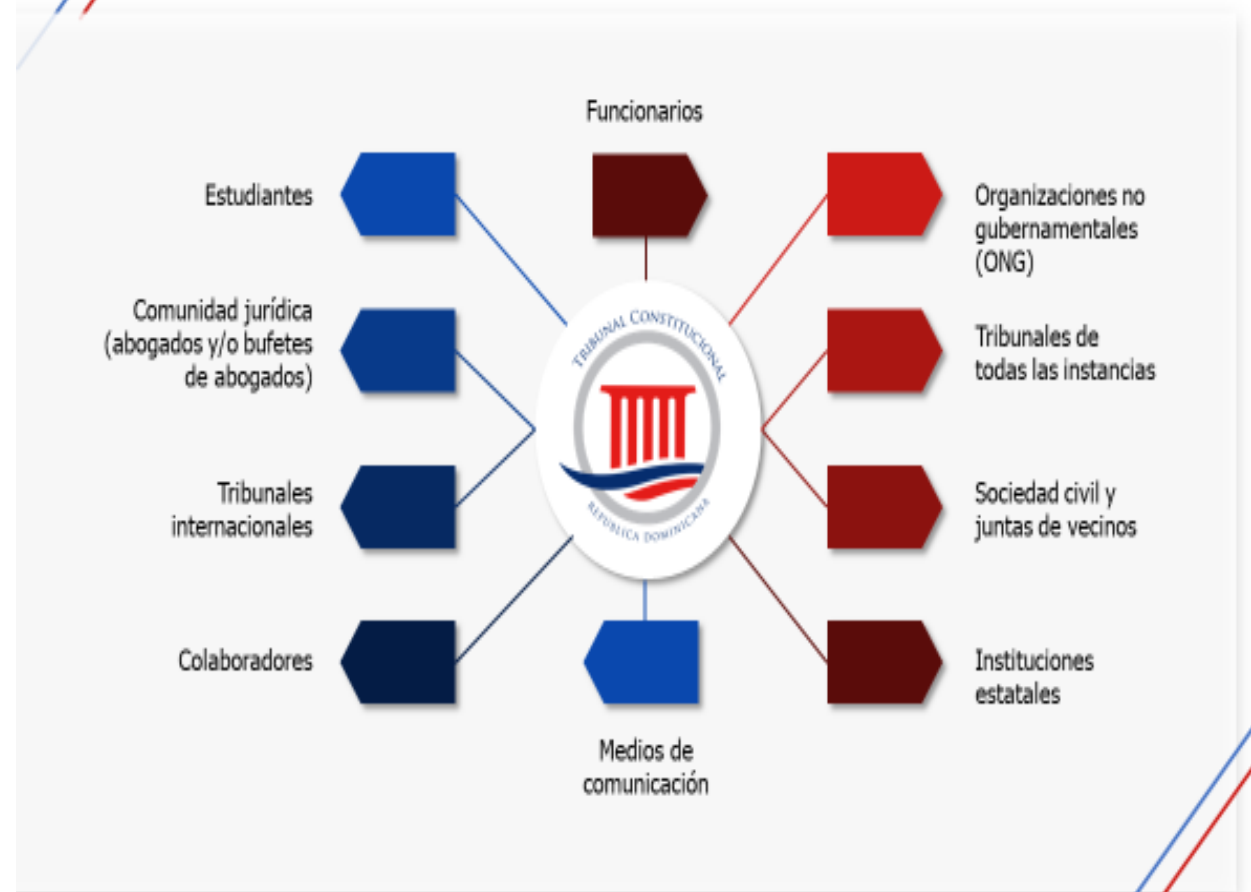 Funcionarios
Estudiantes
Organizaciones no
gubernamentales
(ONG)
Comunidad jurídica
(abogados y/o bufetes
de abogados)
TRIBUNAL CONSTITUCIONAL
REPÚBLICA DOMINICANA
Tribunales de
todas las instancias
Tribunales
internacionales
Sociedad civil y
juntas de vecinos
Colaboradores
Instituciones
estatales
Medios de
comunicación